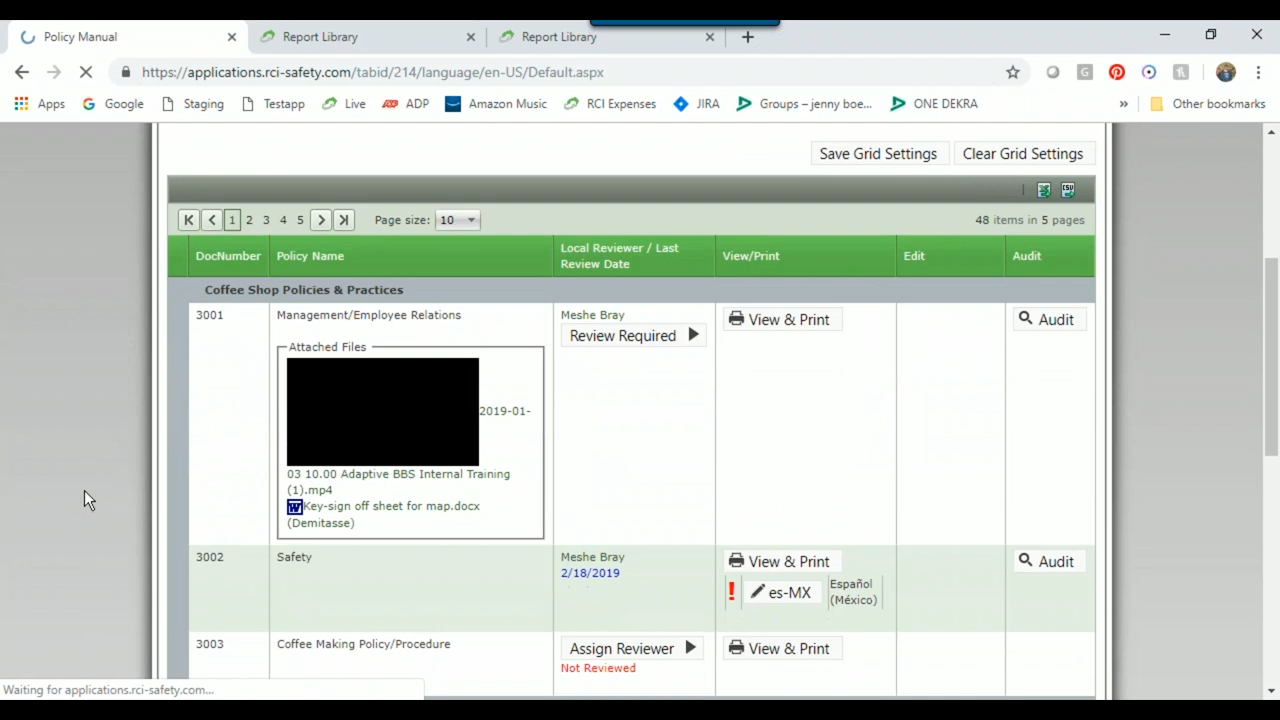 Policy Manual
Report Library
Report Library
https://applications.rci-safety.com/tabid/214/language/en-US/Default.aspx
Apps Google Staging Testapp Live ADP Amazon Music RCI Expenses JIRA Groups – jenny boe... ONE DEKRA » Other bookmarks
Save Grid Settings Clear Grid Settings
CSV
1 2 3 4 5 Page size: 10 48 items in 5 pages
DocNumber Policy Name Local Reviewer / Last Review Date View/Print Edit Audit
Coffee Shop Policies & Practices
3001 Management/Employee Relations Meshe Bray View & Print Audit
Review Required
Attached Files
2019-01-
03 10.00 Adaptive BBS Internal Training
(1).mp4
Key-sign off sheet for map.docx
(Demitasse)
3002 Safety Meshe Bray View & Print Audit
2/18/2019
! es-MX Español
(México)
3003 Coffee Making Policy/Procedure Assign Reviewer View & Print
Not Reviewed
Waiting for applications.rci-safety.com...